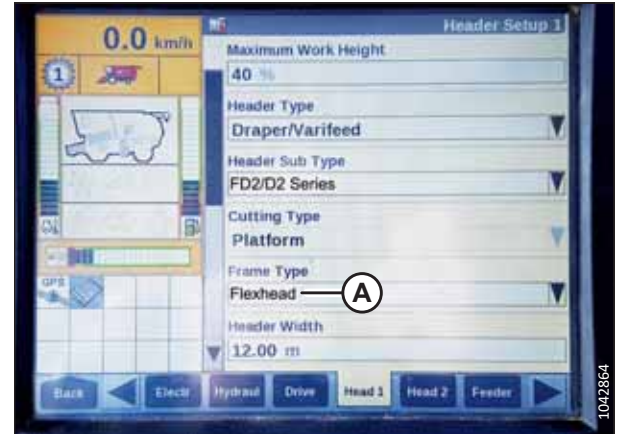 0.0 km/h
Header Setup 1
1
Maximum Work Height
40 %
Header Type
Draper/Varifeed
Header Sub Type
FD2/D2 Series
Cutting Type
Platform
Frame Type
Flexhead
A
GPS
Header Width
12.00 m
Back Electr Hydraul Drive Head 1 Head 2 Feeder
1042864